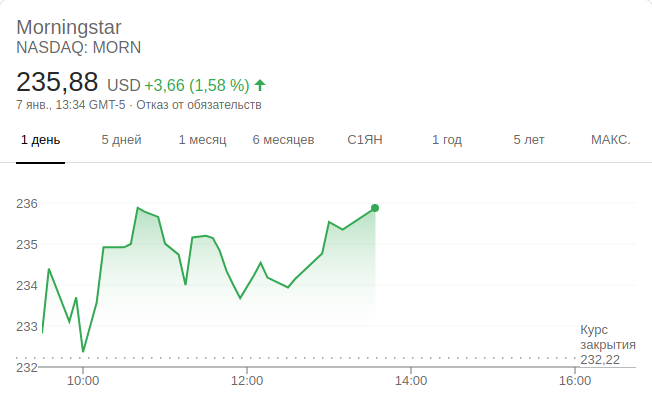 Morningstar
NASDAQ: MORN
235,88 USD +3,66 (1,58 %)
7 янв., 13:34 GMT-5 · Отказ от обязательств
1 день 5 дней 1 месяц 6 месяцев С1ЯН 1 год 5 лет МАКС.
236
235
234
233
232
Курс
закрытия
232,22
10:00 12:00 14:00 16:00